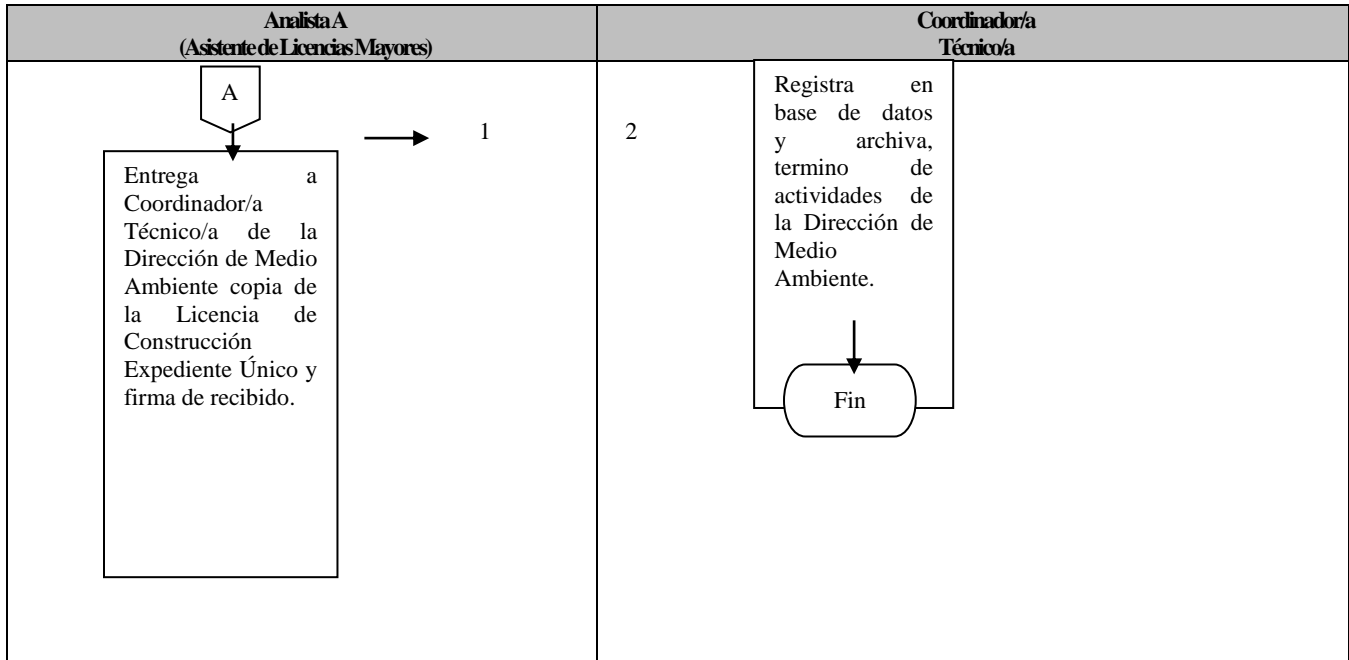 Analista A
(Asistente de Licencias Mayores)
Coordinador/a
Técnico/a
A
1
Entrega a
Coordinador/a
Técnico/a de la
Dirección de Medio
Ambiente copia de
la Licencia de
Construcción
Expediente Único y
firma de recibido.
2
Registra en
base de datos
y archiva,
termino de
actividades de
la Dirección de
Medio
Ambiente.
Fin